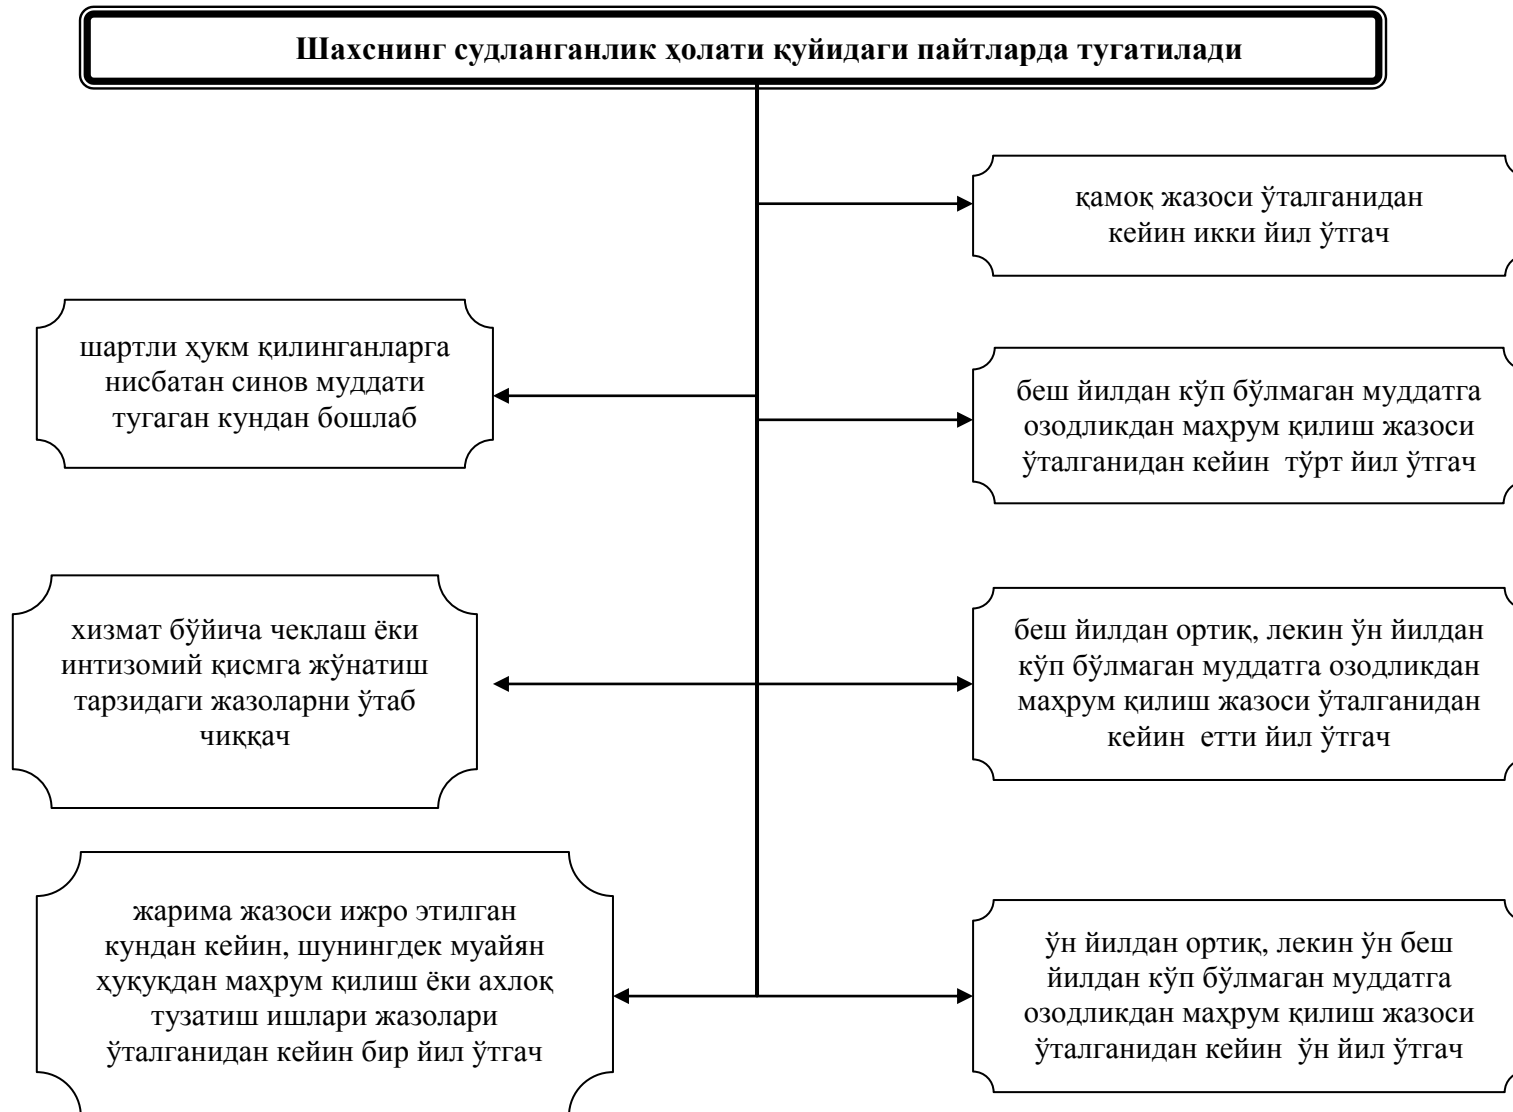 Шахснинг судланганлик ҳолати қуйидаги пайтларда тугатилади
қамоқ жазоси ўталганидан
кейин икки йил ўтгач
шартли ҳукм қилинганларга
нисбатан синов муддати
тугаган кундан бошлаб
беш йилдан кўп бўлмаган муддатга
озодликдан маҳрум қилиш жазоси
ўталганидан кейин тўрт йил ўтгач
хизмат бўйича чеклаш ёки
интизомий қисмга жўнатиш
тарзидаги жазоларни ўтаб
чиққач
беш йилдан ортиқ, лекин ўн йилдан
кўп бўлмаган муддатга озодликдан
маҳрум қилиш жазоси ўталганидан
кейин етти йил ўтгач
жарима жазоси ижро этилган
кундан кейин, шунингдек муайян
ҳуқуқдан маҳрум қилиш ёки ахлоқ
тузатиш ишлари жазолари
ўталганидан кейин бир йил ўтгач
ўн йилдан ортиқ, лекин ўн беш
йилдан кўп бўлмаган муддатга
озодликдан маҳрум қилиш жазоси
ўталганидан кейин ўн йил ўтгач